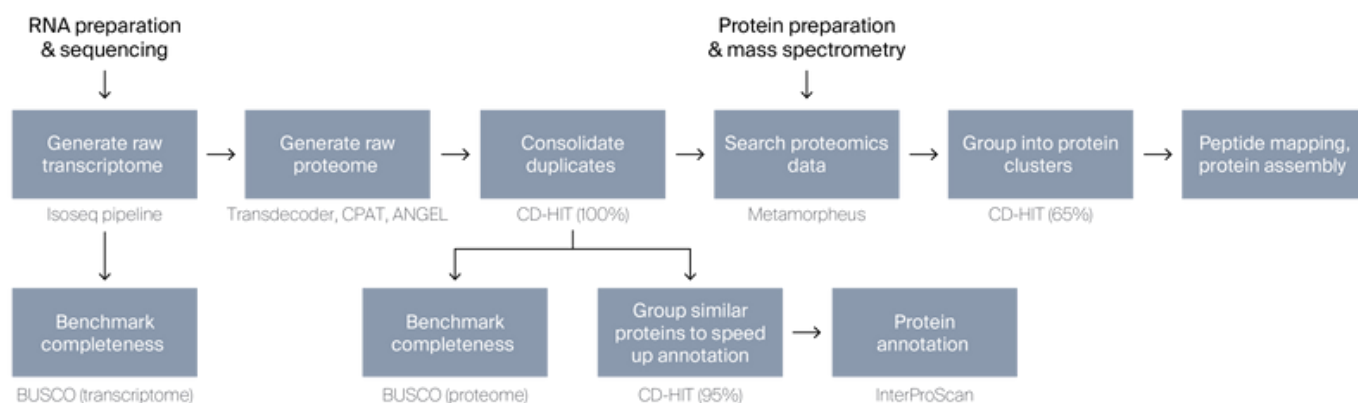 RNA preparation
& sequencing
Protein preparation
& mass spectrometry
Generate raw
transcriptome
Generate raw
proteome
Consolidate
duplicates
Search proteomics
data
Group into protein
clusters
Peptide mapping,
protein assembly
Isoseq pipeline
Transdecoder, CPAT, ANGEL
CD-HIT (100%)
Metamorpheus
CD-HIT (65%)
Benchmark
completeness
Benchmark
completeness
Group similar
proteins to speed
up annotation
Protein
annotation
BUSCO (transcriptome)
BUSCO (proteome)
CD-HIT (95%)
InterProScan